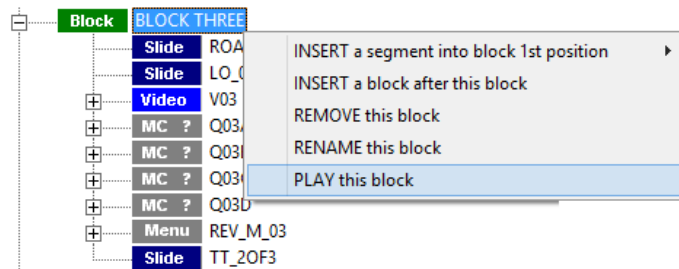 Block BLOCK THREE
Slide ROA
Slide LO_
Video V03
MC ? Q03
MC ? Q03
MC ? Q03
MC ? Q03D
Menu REV_M_03
Slide TT_2OF3
INSERT a segment into block 1st position
INSERT a block after this block
REMOVE this block
RENAME this block
PLAY this block